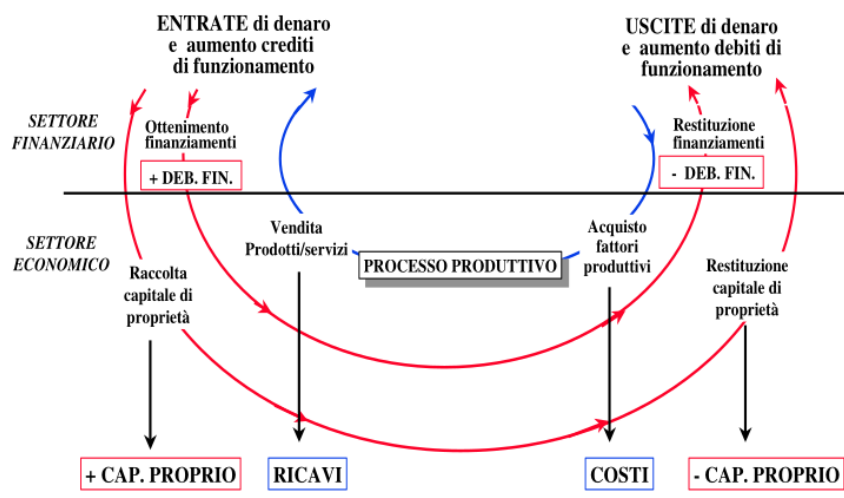 ENTRATE di denaro
e aumento crediti
di funzionamento
USCITE di denaro
e aumento debiti di
funzionamento
SETTORE
FINANZIARIO
Ottenimento
finanziamenti
+ DEB. FIN.
Restituzione
finanziamenti
- DEB. FIN.
SETTORE
ECONOMICO
Vendita
Prodotti/servizi
PROCESSO PRODUTTIVO
Acquisto
fattori
produttivi
Raccolta
capitale di
proprietà
Restituzione
capitale di
proprietà
+ CAP. PROPRIO
RICAVI
COSTI
- CAP. PROPRIO